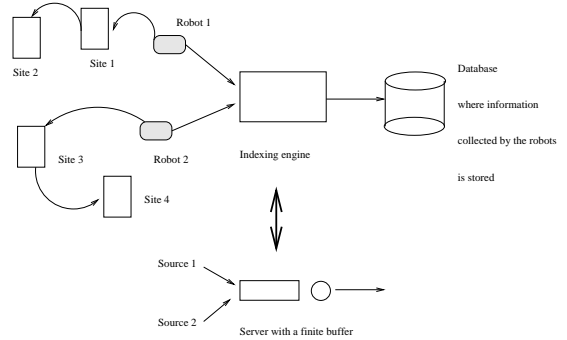 Robot 1
Site 1
Site 2
Database
where information
collected by the robots
is stored
Indexing engine
Site 3
Robot 2
Site 4
Source 1
Source 2
Server with a finite buffer